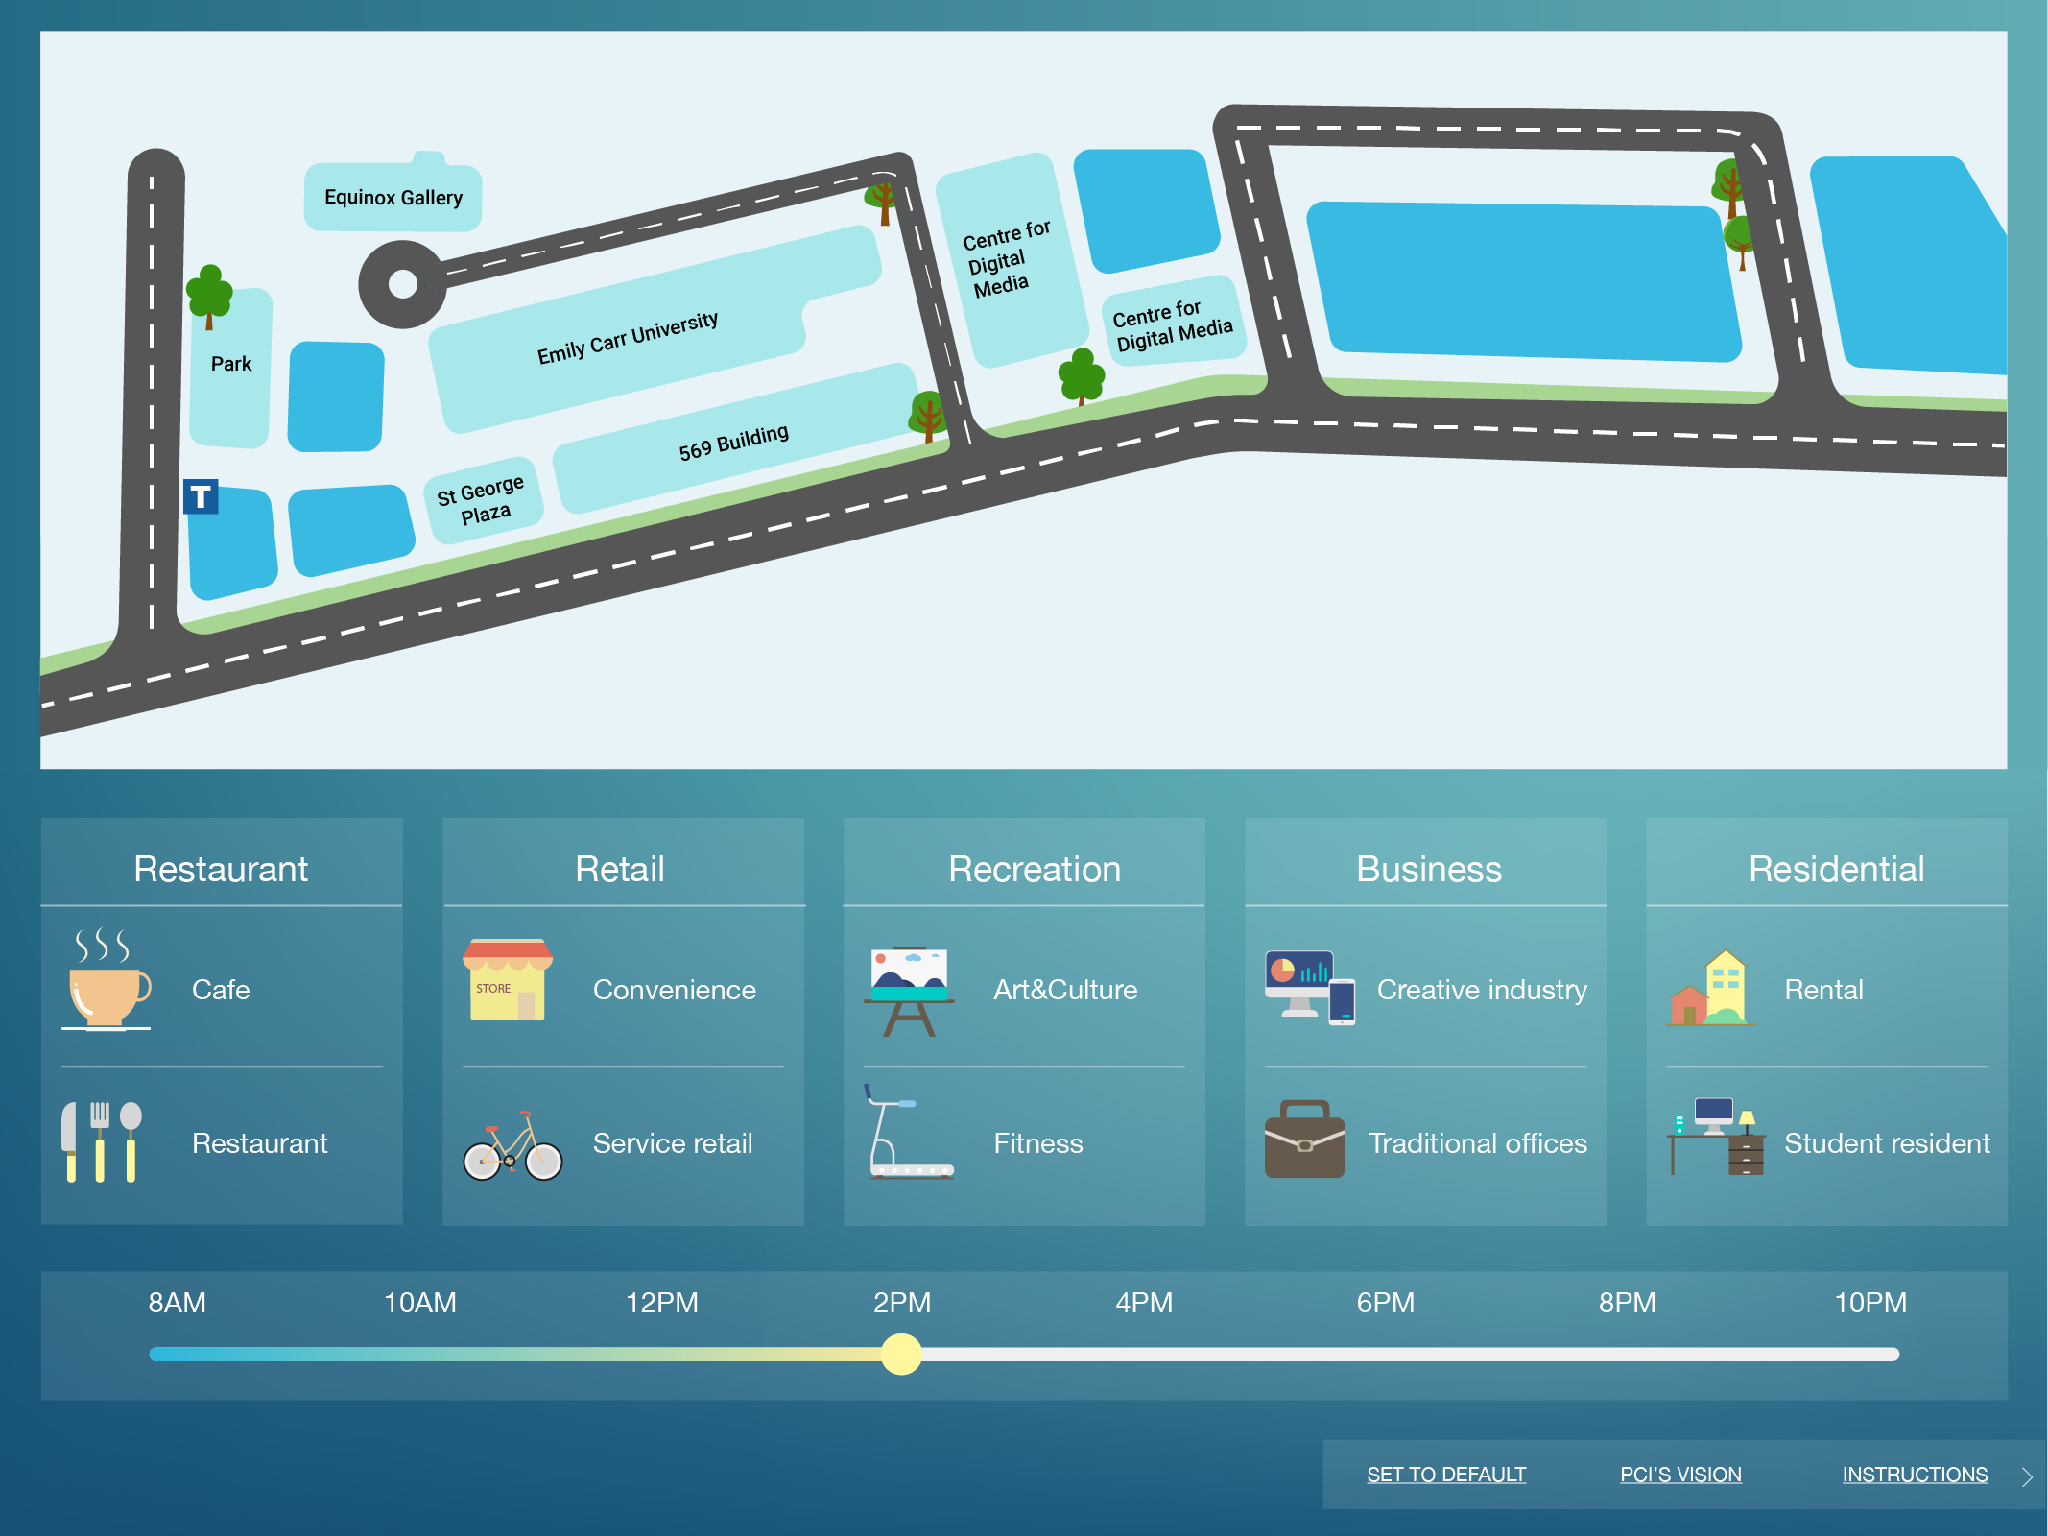 Equinox Gallery
Park
T
Emily Carr University
569 Building
St George
Plaza
Centre for
Digital
Media
Centre for
Digital Media
Restaurant
Cafe
Restaurant
Retail
STORE
Convenience
Service retail
Recreation
Art&Culture
Fitness
Business
Creative industry
Traditional offices
Residential
Rental
Student resident
8AM 10AM 12PM 2PM 4PM 6PM 8PM 10PM
SET TO DEFAULT PCI'S VISION INSTRUCTIONS